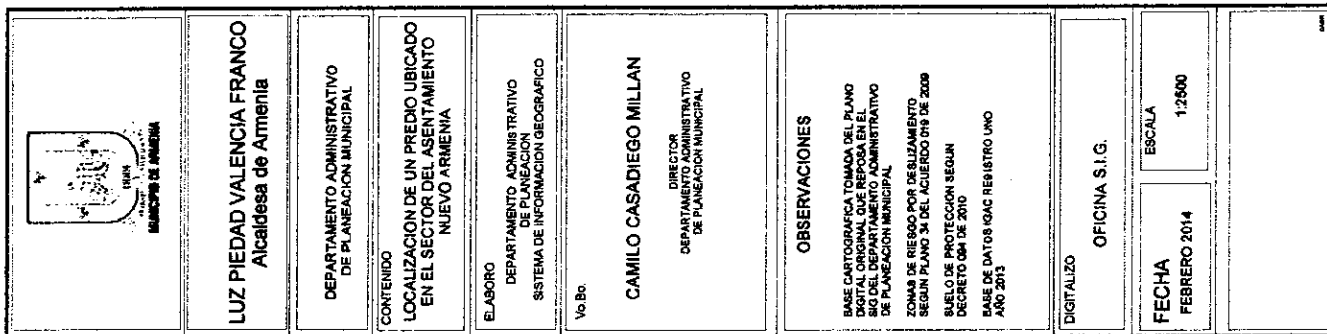 MUNICIPIO DE ARMENIA
LUZ PIEDAD VALENCIA FRANCO
Alcaldesa de Armenia
DEPARTAMENTO ADMINISTRATIVO
DE PLANEACION MUNICIPAL
CONTENIDO
LOCALIZACION DE UN PREDIO UBICADO
EN EL SECTOR DEL ASENTAMIENTO
NUEVO ARMENIA
ELABORO
DEPARTAMENTO ADMINISTRATIVO
DE PLANEACION
SISTEMA DE INFORMACION GEOGRAFICO
Vo.Bo.
CAMILO CASADIEGO MILLAN
DIRECTOR
DEPARTAMENTO ADMINISTRATIVO
DE PLANEACION MUNICIPAL
OBSERVACIONES
BASE CARTOGRAFICA TOMADA DEL PLANO
DIGITAL ORIGINAL QUE REPOSA EN EL
SIG DEL DEPARTAMENTO ADMINISTRATIVO
DE PLANEACION MUNICIPAL
ZONAS DE RIESGO POR DESLIZAMIENTO
SEGUN PLANO 34 DEL ACUERDO 019 DE 2009
SUELO DE PROTECCION SEGUN
DECRETO 094 DE 2010
BASE DE DATOS IGAC REGISTRO UNO
AÑO 2013
DIGITALIZO
OFICINA S.I.G.
FECHA
FEBRERO 2014
ESCALA
1:2500